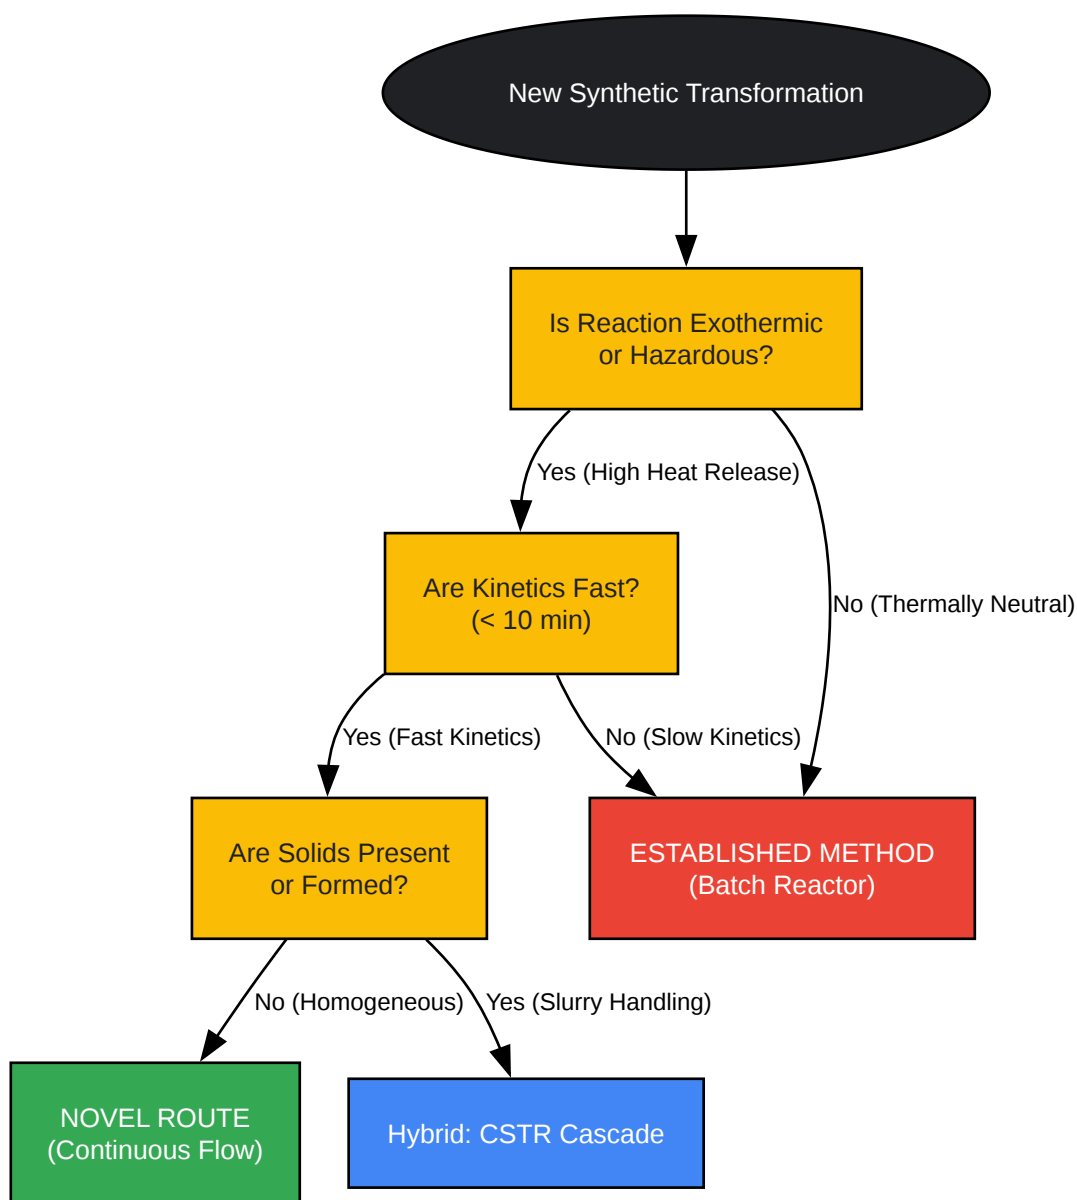 New Synthetic Transformation
Is Reaction Exothermic
or Hazardous?
Yes (High Heat Release)
Are Kinetics Fast?
(< 10 min)
No (Thermally Neutral)
Yes (Fast Kinetics)
No (Slow Kinetics)
Are Solids Present
or Formed?
ESTABLISHED METHOD
(Batch Reactor)
No (Homogeneous)
Yes (Slurry Handling)
NOVEL ROUTE
(Continuous Flow)
Hybrid: CSTR Cascade